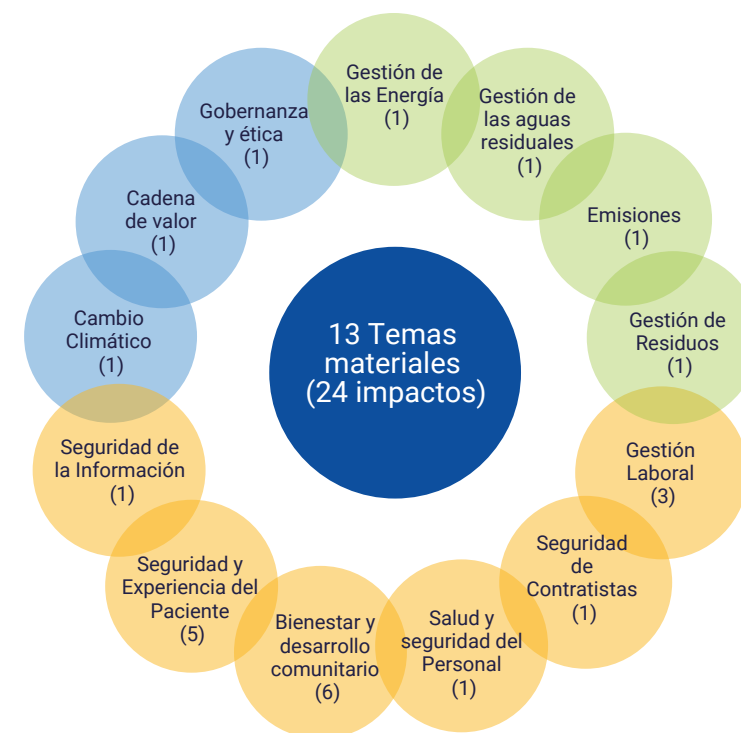 Gestión de
las Energía
(1)
Gestión de
las aguas
residuales
(1)
Emisiones
(1)
Gestión de
Residuos
(1)
Gestión
Laboral
(3)
Seguridad
de
Contratistas
(1)
Salud y
seguridad del
Personal
(1)
Bienestar y
desarrollo
comunitario
(6)
Seguridad y
Experiencia del
Paciente
(5)
Seguridad de
la Información
(1)
Cambio
Climático
(1)
Cadena
de valor
(1)
Gobernanza
y ética
(1)
13 Temas
materiales
(24 impactos)